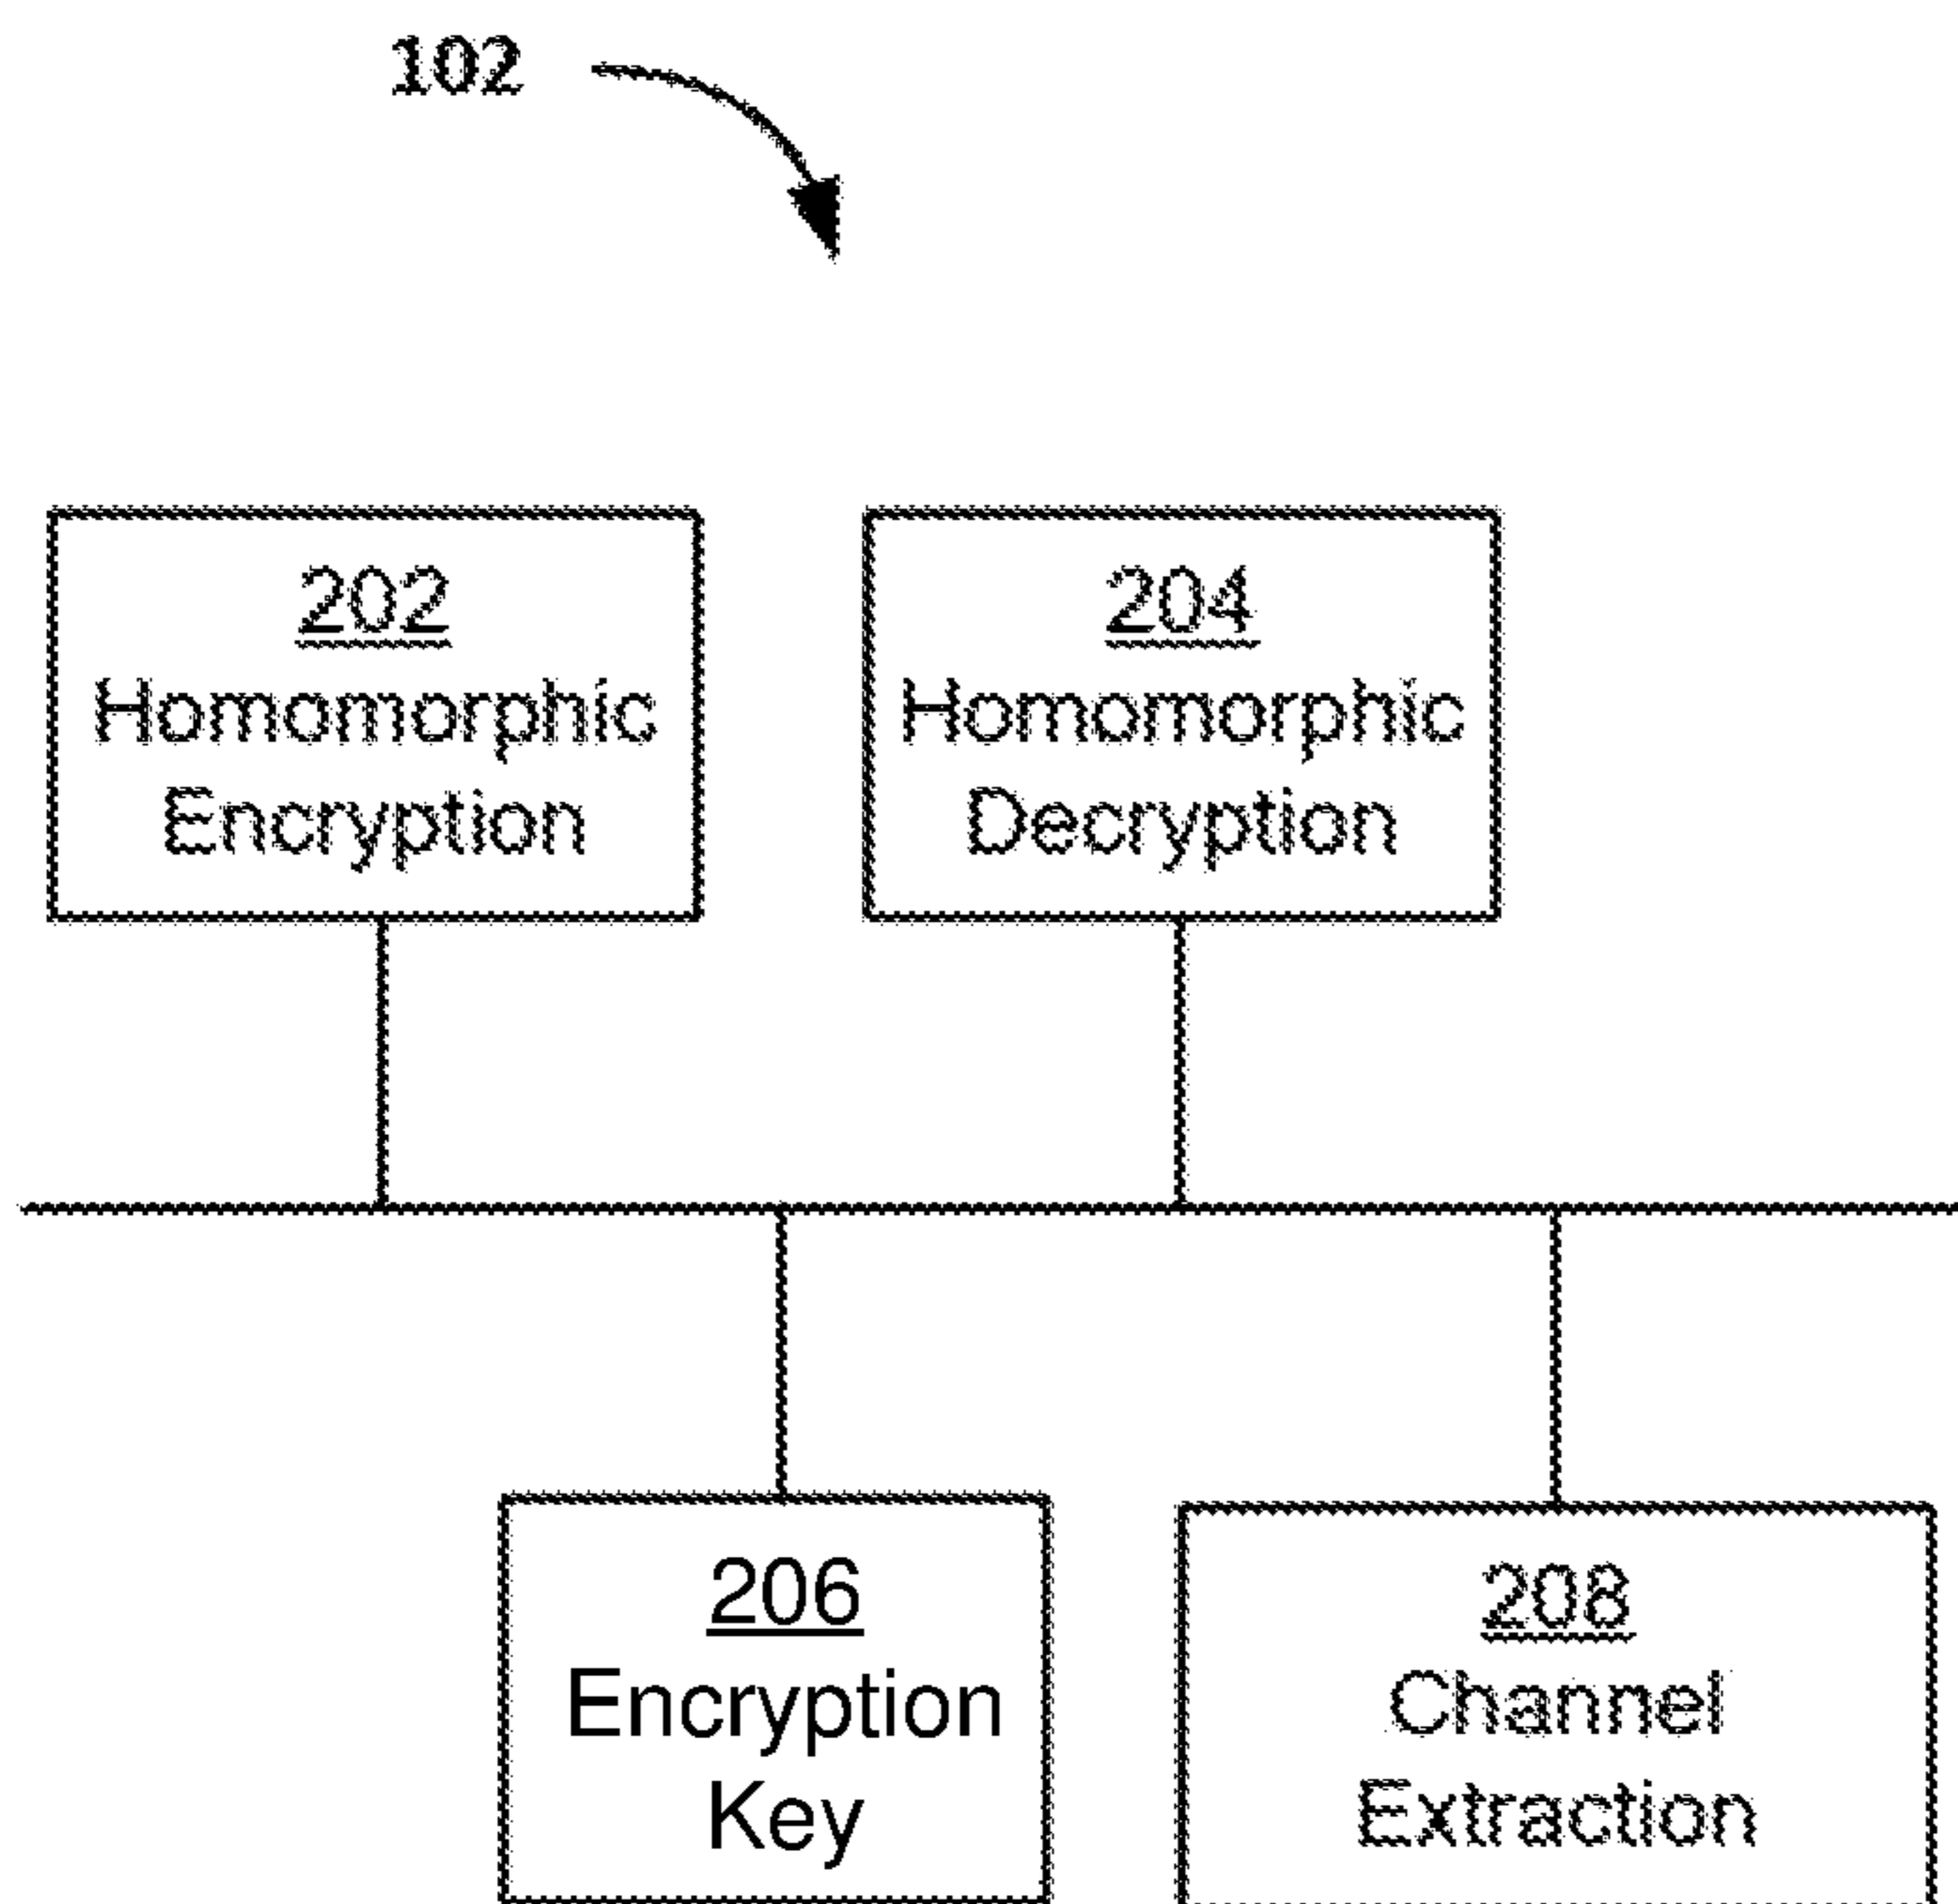 102
202
Homomorphic
Encryption
204
Homomorphic
Decryption
206
Encryption
Key
208
Channel
Extraction